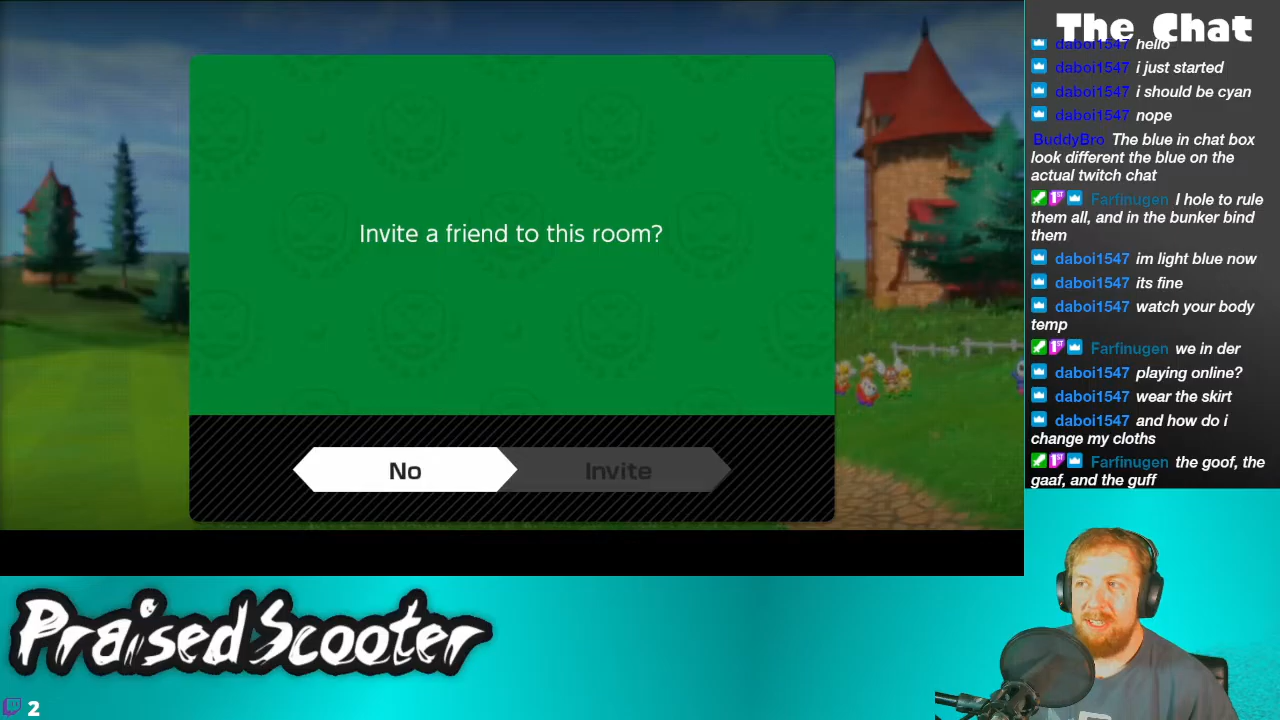 Invite a friend to this room?
No
Invite
The Chat
daboi1547 hello
daboi1547 i just started
daboi1547 i should be cyan
daboi1547 nope
BuddyBro The blue in chat box
look different the blue on the
actual twitch chat
Farfinugen I hole to rule
them all, and in the bunker bind
them
daboi1547 im light blue now
daboi1547 its fine
daboi1547 watch your body
temp
Farfinugen we in der
daboi1547 playing online?
daboi1547 wear the skirt
daboi1547 and how do i
change my cloths
Farfinugen the goof, the
gaaf, and the guff
PraisedScooter
2